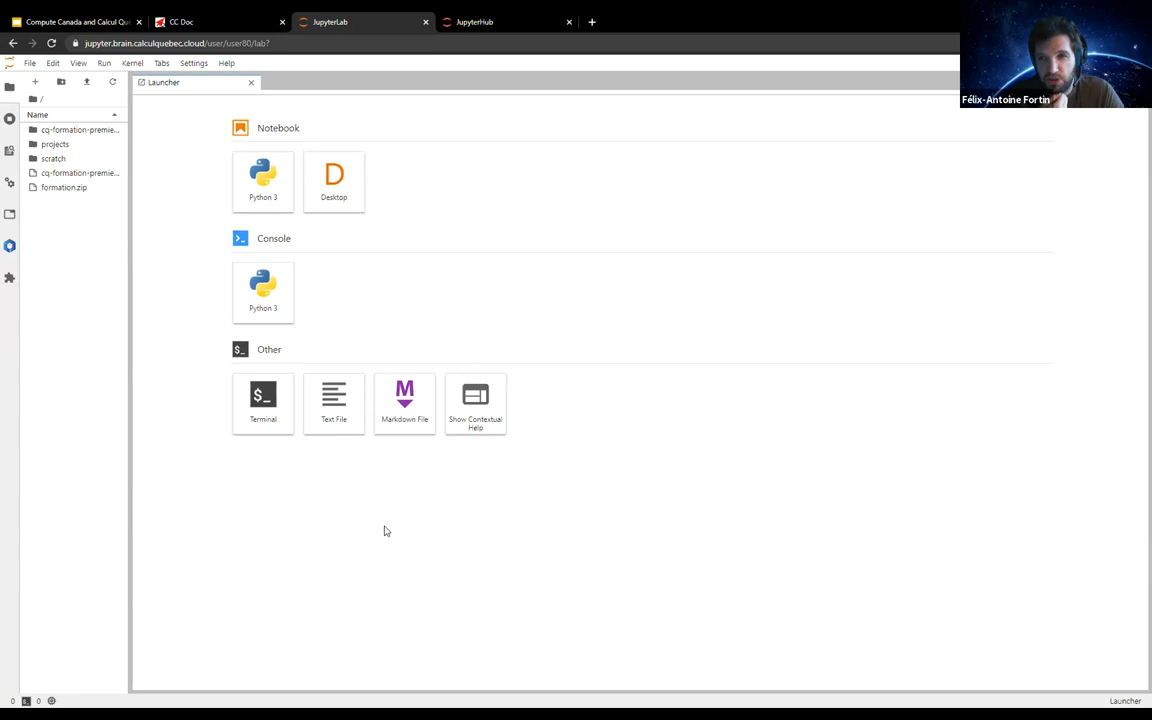 Compute Canada and Calcul Qu
CC Doc
JupyterLab
JupyterHub
jupyter.brain.calculquebec.cloud/user/user80/lab?
File Edit View Run Kernel Tabs Settings Help
Launcher
/
Name
cq-formation-premie...
projects
scratch
cq-formation-premie...
formation.zip
Notebook
Python 3
D
Desktop
Console
Python 3
$_ Other
$_
Terminal
Text File
M
Markdown File
Show Contextual
Help
Félix-Antoine Fortin
0 0
Launcher